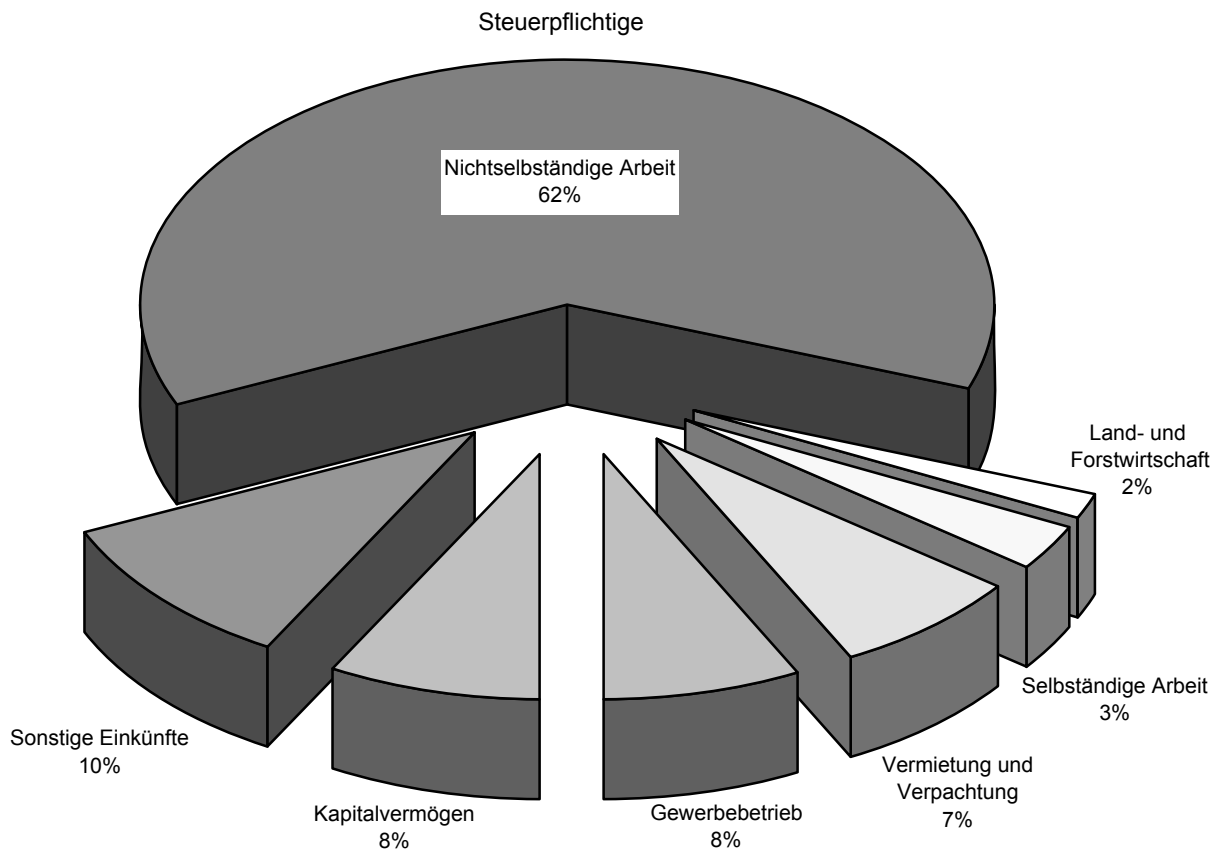 Steuerpflichtige
Nichtselbständige Arbeit
62%
Land- und
Forstwirtschaft
2%
Selbständige Arbeit
3%
Vermietung und
Verpachtung
7%
Gewerbebetrieb
8%
Kapitalvermögen
8%
Sonstige Einkünfte
10%